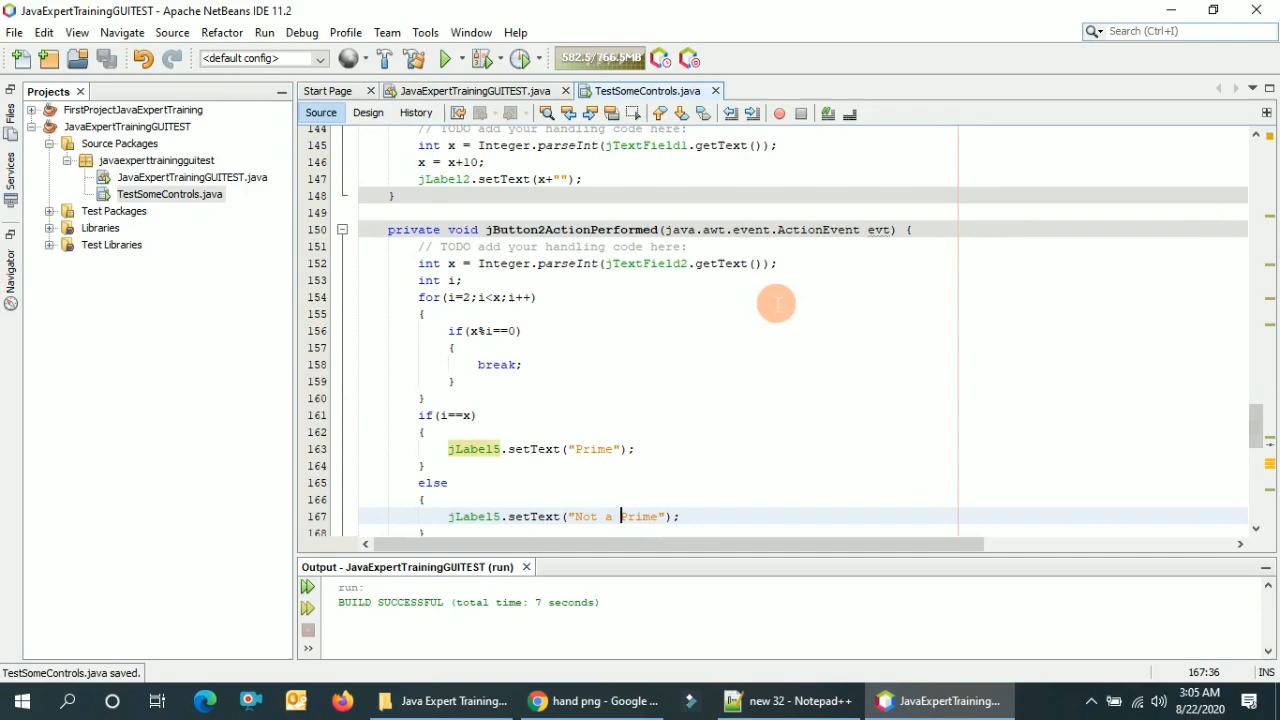 JavaExpertTrainingGUITEST - Apache NetBeans IDE 11.2
File Edit View Navigate Source Refactor Run Debug Profile Team Tools Window Help
Search (Ctrl+I)
<default config>
582.5/766.5MB
Projects
Start Page
JavaExpertTrainingGUITEST.java
TestSomeControls.java
Source Design History
Files
Services
Navigator
FirstProjectJavaExpertTraining
JavaExpertTrainingGUITEST
Source Packages
javaexperttrainingguitest
JavaExpertTrainingGUITEST.java
TestSomeControls.java
Test Packages
Libraries
Test Libraries
144 // TODO add your handling code here:
145 int x = Integer.parseInt(jTextField1.getText());
146 x = x+10;
147 jLabel2.setText(x+"");
148 }
149
150 private void jButton2ActionPerformed(java.awt.event.ActionEvent evt) {
151 // TODO add your handling code here:
152 int x = Integer.parseInt(jTextField2.getText());
153 int i;
154 for(i=2;i<x;i++)
155 {
156 if(x%i==0)
157 {
158 break;
159 }
160 }
161 if(i==x)
162 {
163 jLabel5.setText("Prime");
164 }
165 else
166 {
167 jLabel5.setText("Not a Prime");
168 }
Output - JavaExpertTrainingGUITEST (run)
run:
BUILD SUCCESSFUL (total time: 7 seconds)
TestSomeControls.java saved.
167:36
INS
Java Expert Training...
hand png - Google ...
new 32 - Notepad++
JavaExpertTraining...
3:05 AM
8/22/2020